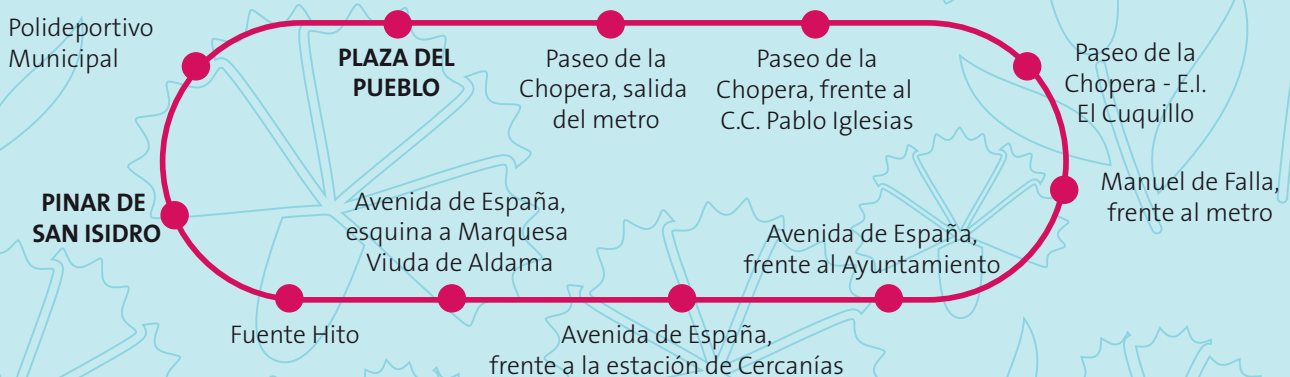 Polideportivo
Municipal
PLAZA DEL
PUEBLO
Paseo de la
Chopera, salida
del metro
Paseo de la
Chopera, frente al
C.C. Pablo Iglesias
Paseo de la
Chopera - E.I.
El Cuquillo
Manuel de Falla,
frente al metro
PINAR DE
SAN ISIDRO
Avenida de España,
esquina a Marquesa
Viuda de Aldama
Avenida de España,
frente al Ayuntamiento
Fuente Hito
Avenida de España,
frente a la estación de Cercanías